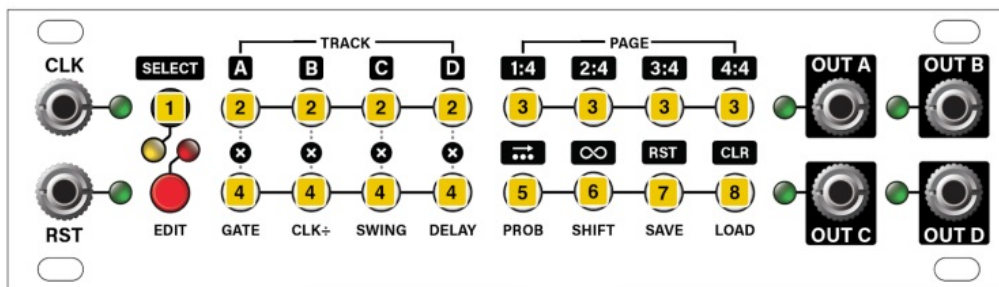 TRACK PAGE
CLK SELECT A B C D 1:4 2:4 3:4 4:4 OUT A OUT B
1 2 2 2 2 3 3 3 3
× × × × ∞ RST CLR
4 4 4 4 5 6 7 8
RST EDIT GATE CLK÷ SWING DELAY PROB SHIFT SAVE LOAD OUT C OUT D